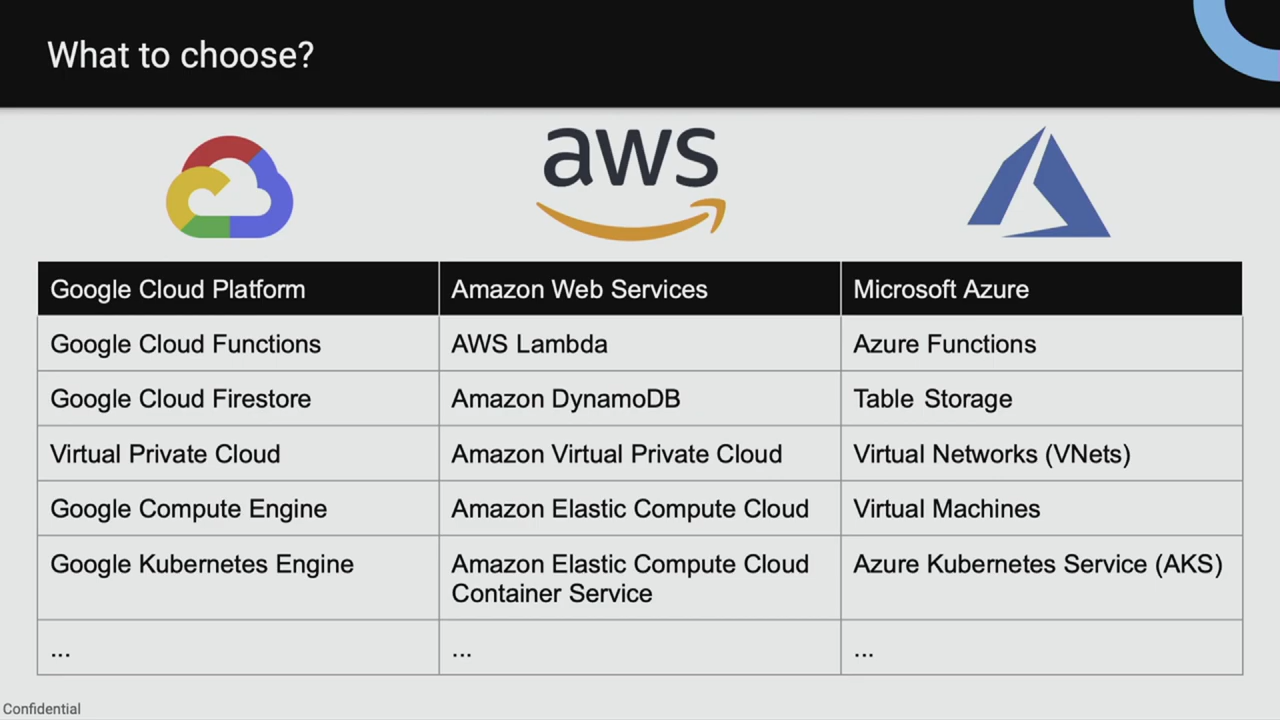 What to choose?
aws
Google Cloud Platform
Amazon Web Services
Microsoft Azure
Google Cloud Functions
AWS Lambda
Azure Functions
Google Cloud Firestore
Amazon DynamoDB
Table Storage
Virtual Private Cloud
Amazon Virtual Private Cloud
Virtual Networks (VNets)
Google Compute Engine
Amazon Elastic Compute Cloud
Virtual Machines
Google Kubernetes Engine
Amazon Elastic Compute Cloud
Container Service
Azure Kubernetes Service (AKS)
...
...
...
Confidential